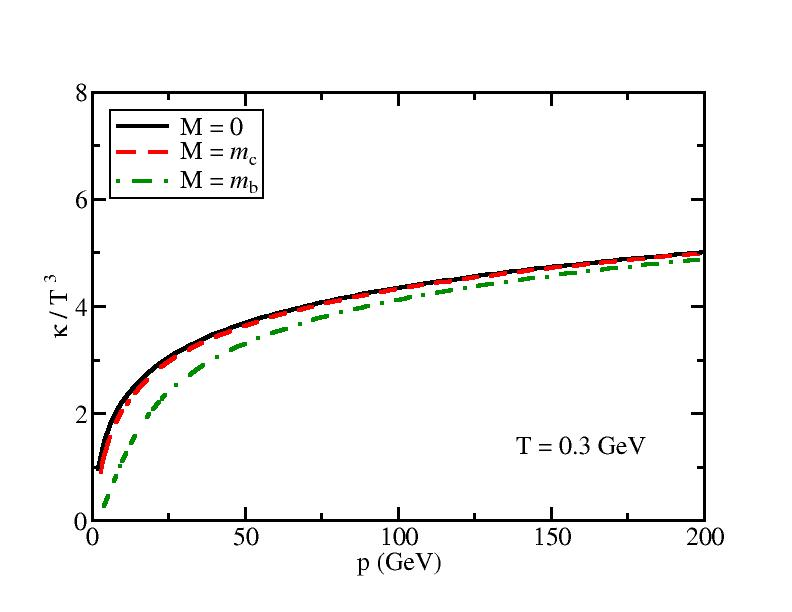 8
M = 0
M = m_c
M = m_b
6
κ / T^3
4
2
T = 0.3 GeV
0
0 50 100 150 200
p (GeV)